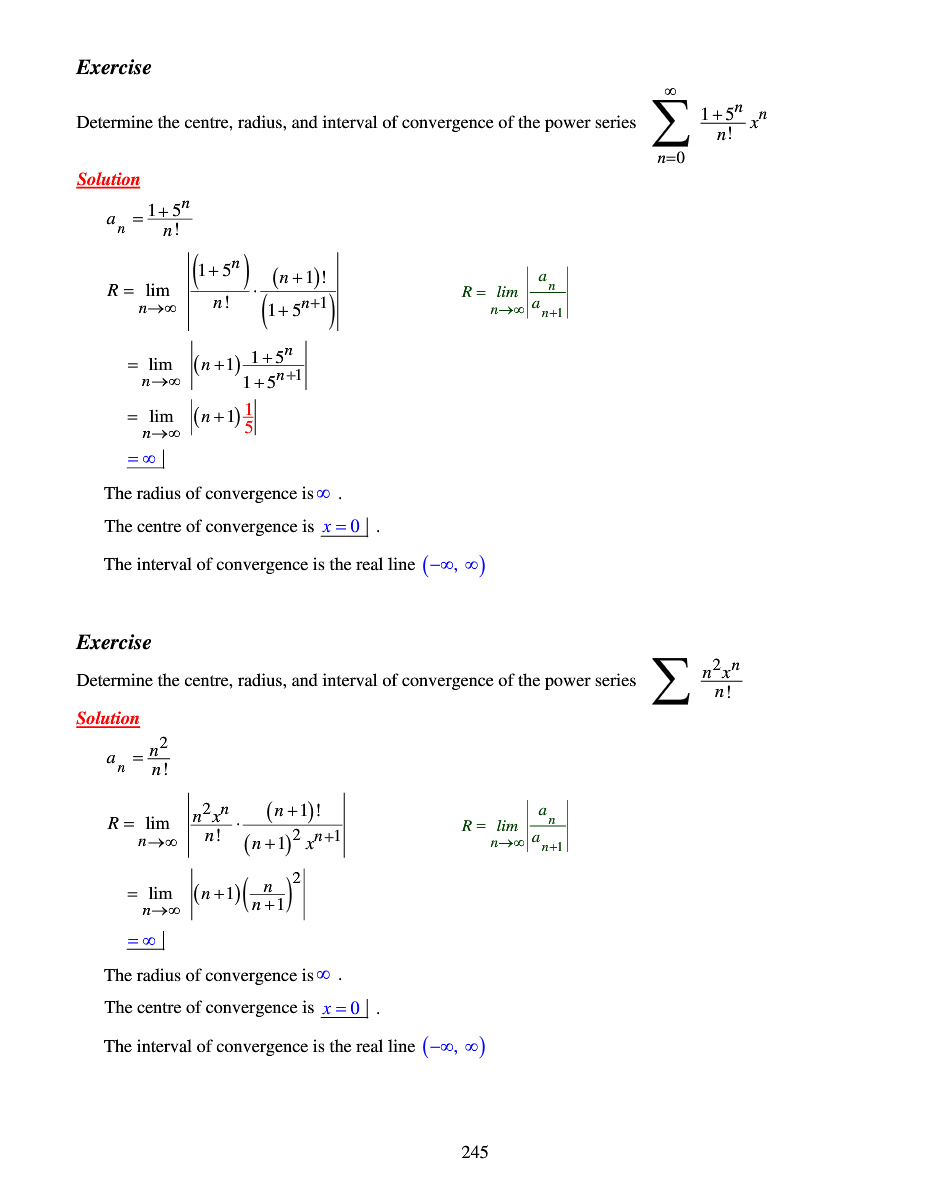 Exercise
Determine the centre, radius, and interval of convergence of the power series $\sum_{n=0}^{\infty} \frac{1+5^n}{n!} x^n$
Solution
$a_n = \frac{1+5^n}{n!}$
$R = \lim_{n\to\infty} \left| \frac{(1+5^n)}{n!} \cdot \frac{(n+1)!}{(1+5^{n+1})} \right|$ $R = \lim_{n\to\infty} \left| \frac{a_n}{a_{n+1}} \right|$
$= \lim_{n\to\infty} \left| (n+1) \frac{1+5^n}{1+5^{n+1}} \right|$
$= \lim_{n\to\infty} \left| (n+1) \frac{1}{5} \right|$
$= \infty |$
The radius of convergence is ∞ .
The centre of convergence is $x = 0 |$ .
The interval of convergence is the real line $(-\infty, \infty)$
Exercise
Determine the centre, radius, and interval of convergence of the power series $\sum \frac{n^2 x^n}{n!}$
Solution
$a_n = \frac{n^2}{n!}$
$R = \lim_{n\to\infty} \left| \frac{n^2 x^n}{n!} \cdot \frac{(n+1)!}{(n+1)^2 x^{n+1}} \right|$ $R = \lim_{n\to\infty} \left| \frac{a_n}{a_{n+1}} \right|$
$= \lim_{n\to\infty} \left| (n+1) \left( \frac{n}{n+1} \right)^2 \right|$
$= \infty |$
The radius of convergence is ∞ .
The centre of convergence is $x = 0 |$ .
The interval of convergence is the real line $(-\infty, \infty)$
245